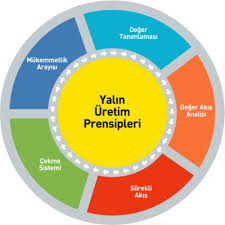 Değer
Tanımlaması
Değer Akış
Analizi
Sürekli
Akış
Çekme
Sistemi
Mükemmellik
Arayışı
Yalın
Üretim
Prensipleri